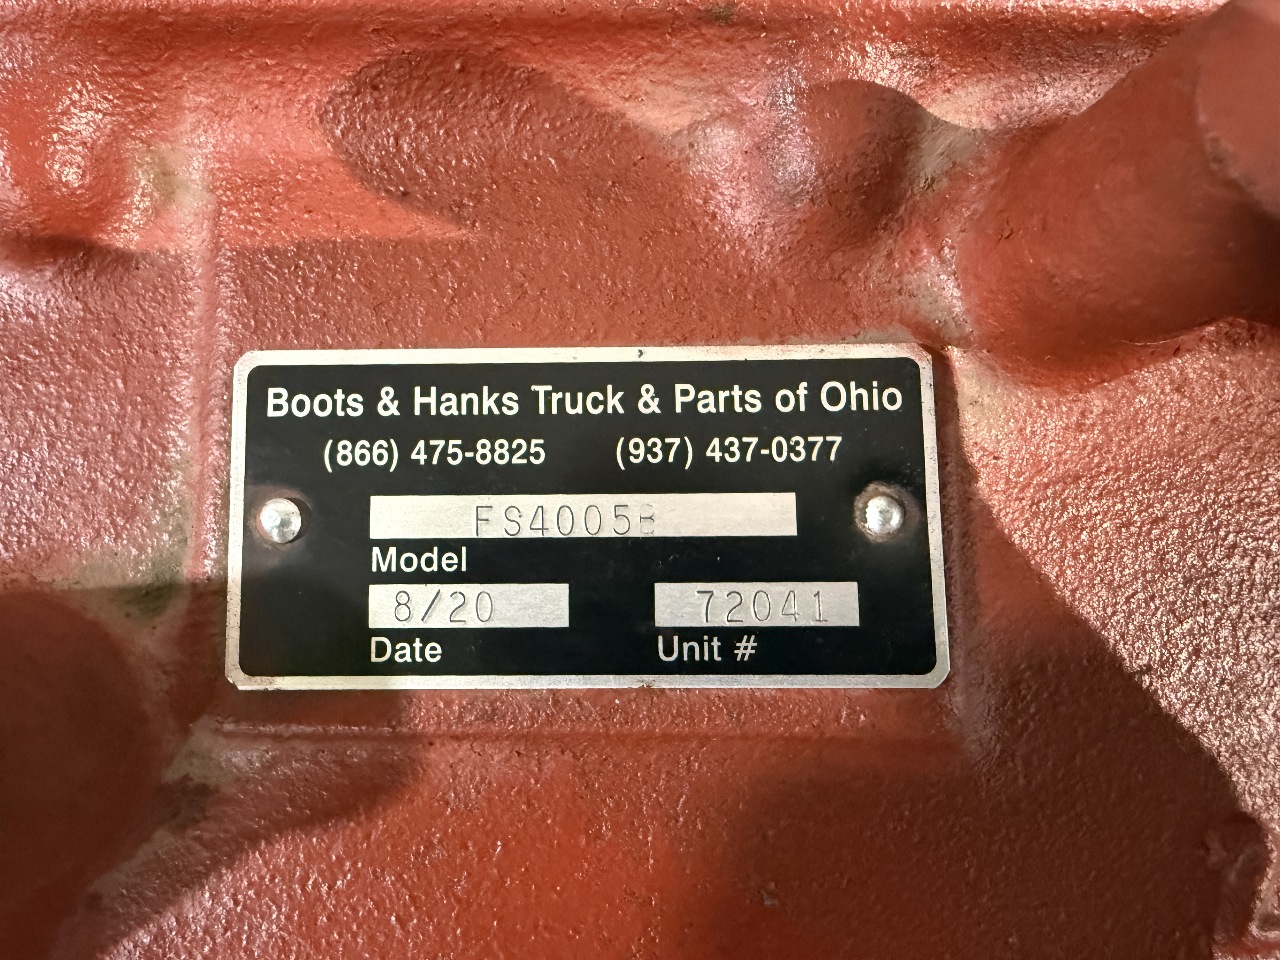 Boots & Hanks Truck & Parts of Ohio
(866) 475-8825 (937) 437-0377
FS4005B
Model
8/20 72041
Date Unit #